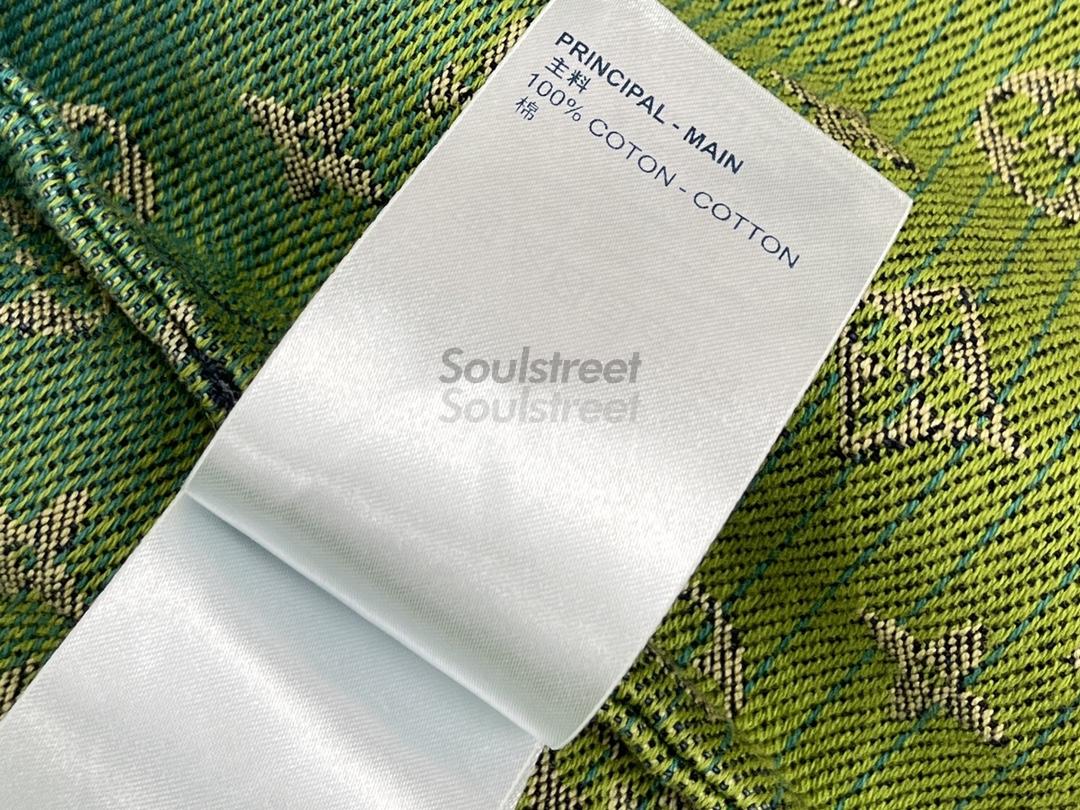 PRINCIPAL - MAIN
主料
100% COTON - COTTON
棉
Soulstreet
Soulstreet